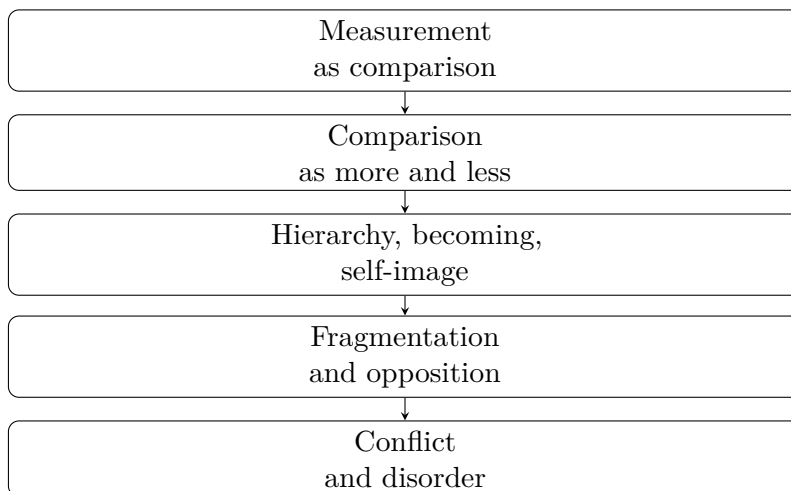 Measurement
as comparison
Comparison
as more and less
Hierarchy, becoming,
self-image
Fragmentation
and opposition
Conflict
and disorder